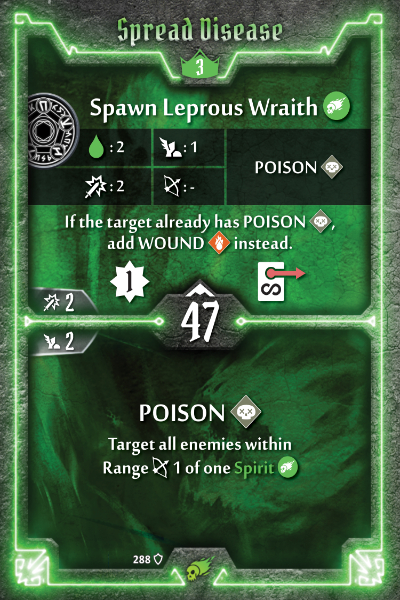 Spread Disease
3
Spawn Leprous Wraith
: 2 : 1
POISON
: 2 : -
If the target already has POISON ,
add WOUND instead.
1
2
47
2
POISON
Target all enemies within
Range 1 of one Spirit
288